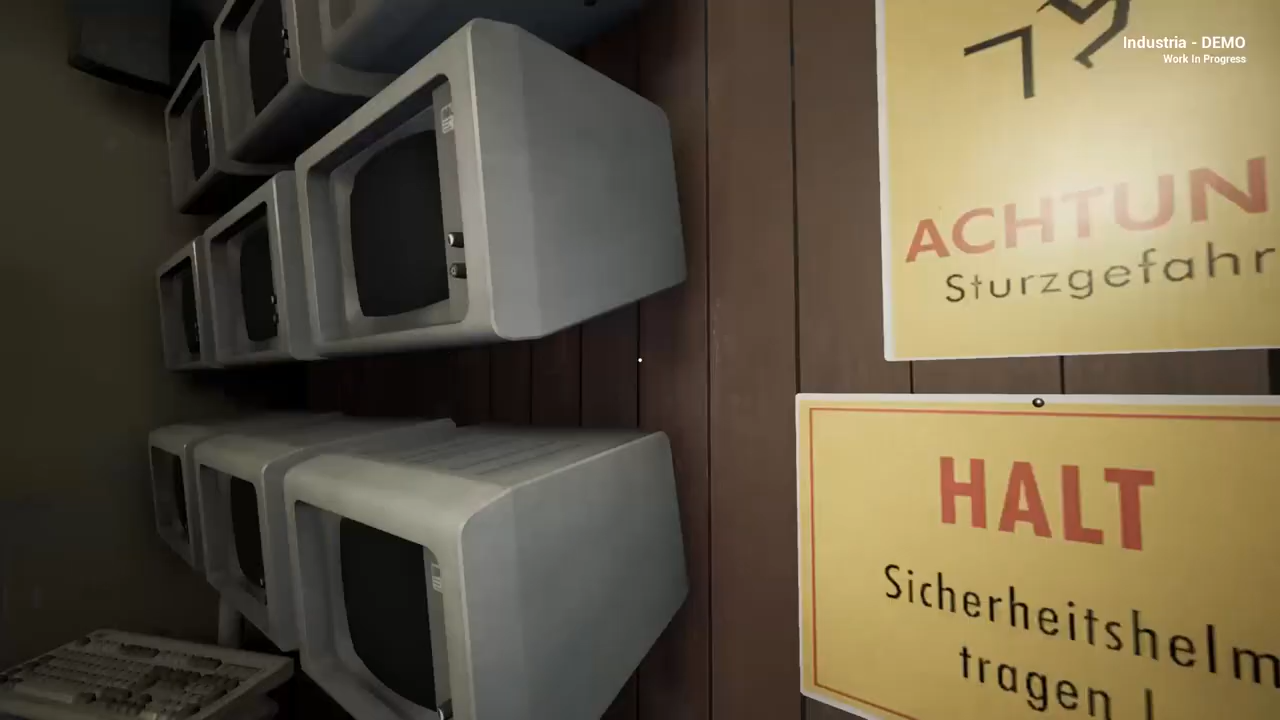 Industria - DEMO
Work In Progress
ACHTUN
Sturzgefahr
HALT
Sicherheitshelm
tragen !